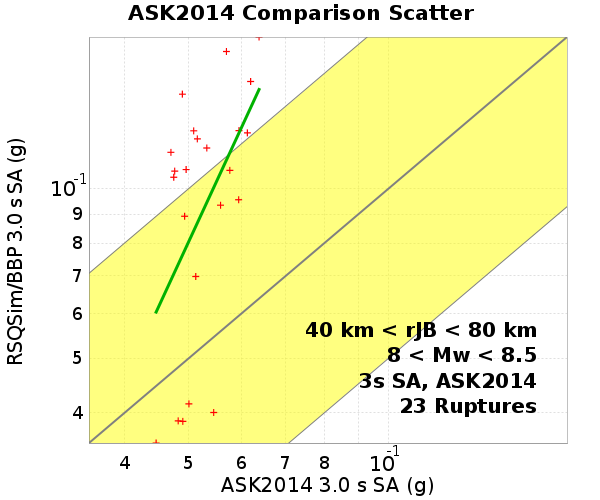 ASK2014 Comparison Scatter
RSQSim/BBP 3.0 s SA (g)
10-1
9
8
7
6
5
4
40 km < rJB < 80 km
8 < Mw < 8.5
3s SA, ASK2014
23 Ruptures
4 5 6 7 8 10-1
ASK2014 3.0 s SA (g)